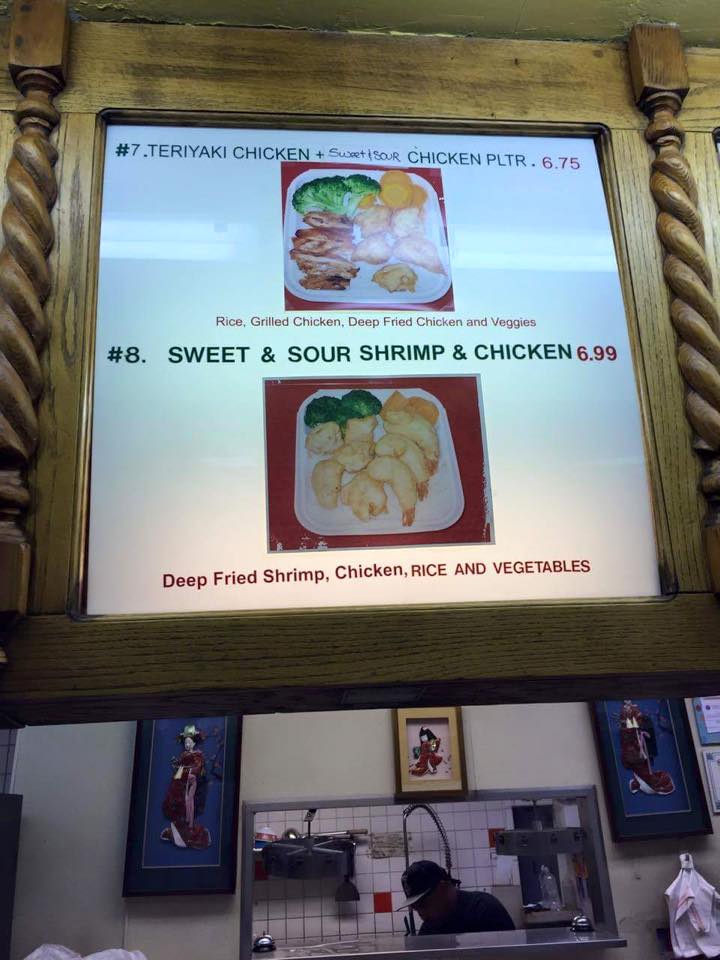 #7.TERIYAKI CHICKEN + Sweet & SOUR CHICKEN PLTR. 6.75
Rice, Grilled Chicken, Deep Fried Chicken and Veggies
#8. SWEET & SOUR SHRIMP & CHICKEN 6.99
Deep Fried Shrimp, Chicken, RICE AND VEGETABLES